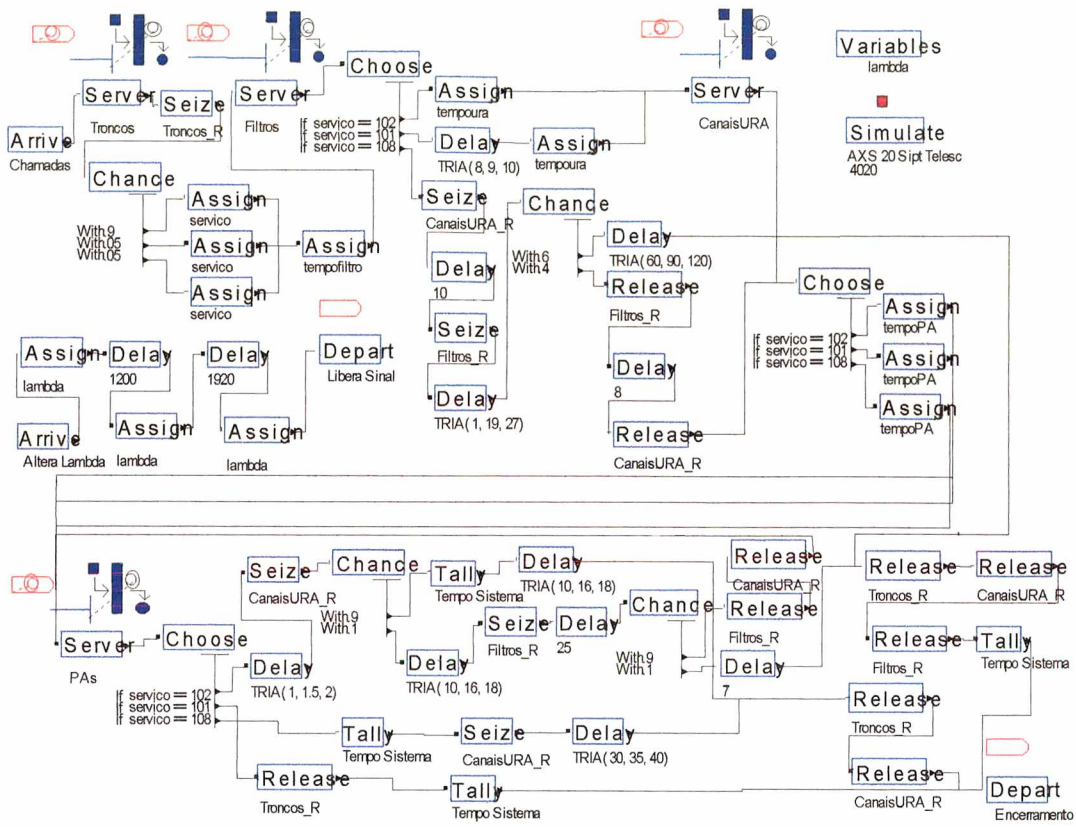 Choose
Variables
lambda
Server
Troncos
Seize
Troncos_R
Server
Filtros
Assign
tempoura
Server
CanaisURA
If servico == 102
If servico == 101
If servico == 108
Delay
TRIA( 8, 9, 10)
Assign
tempoura
Simulate
AXS 20 Sipt Telesc
4020
Arrive
Chamadas
Chance
With.9
With.05
With.05
Assign
servico
Assign
servico
Assign
servico
Assign
tempofiltro
Seize
CanaisURA_R
Delay
10
Seize
Filtros_R
Delay
TRIA( 1, 19, 27)
Chance
With.6
With.4
Delay
TRIA( 60, 90, 120)
Release
Filtros_R
Delay
8
Release
CanaisURA_R
Choose
If servico == 102
If servico == 101
If servico == 108
Assign
tempoPA
Assign
tempoPA
Assign
tempoPA
Assign
lambda
Delay
1200
Delay
1920
Depart
Libera Sinal
Arrive
Altera Lambda
Assign
lambda
Assign
lambda
Server
PAs
Choose
If servico == 102
If servico == 101
If servico == 108
Seize
CanaisURA_R
Delay
TRIA( 1, 1.5, 2)
Chance
With.9
With.1
Tally
Tempo Sistema
Delay
TRIA( 10, 16, 18)
Delay
TRIA( 10, 16, 18)
Seize
Filtros_R
Delay
25
Chance
With.9
With.1
Release
CanaisURA_R
Release
Filtros_R
Delay
7
Release
Troncos_R
Release
CanaisURA_R
Release
Filtros_R
Tally
Tempo Sistema
Tally
Tempo Sistema
Seize
CanaisURA_R
Delay
TRIA( 30, 35, 40)
Release
Troncos_R
Release
Troncos_R
Tally
Tempo Sistema
Release
CanaisURA_R
Depart
Encerramento